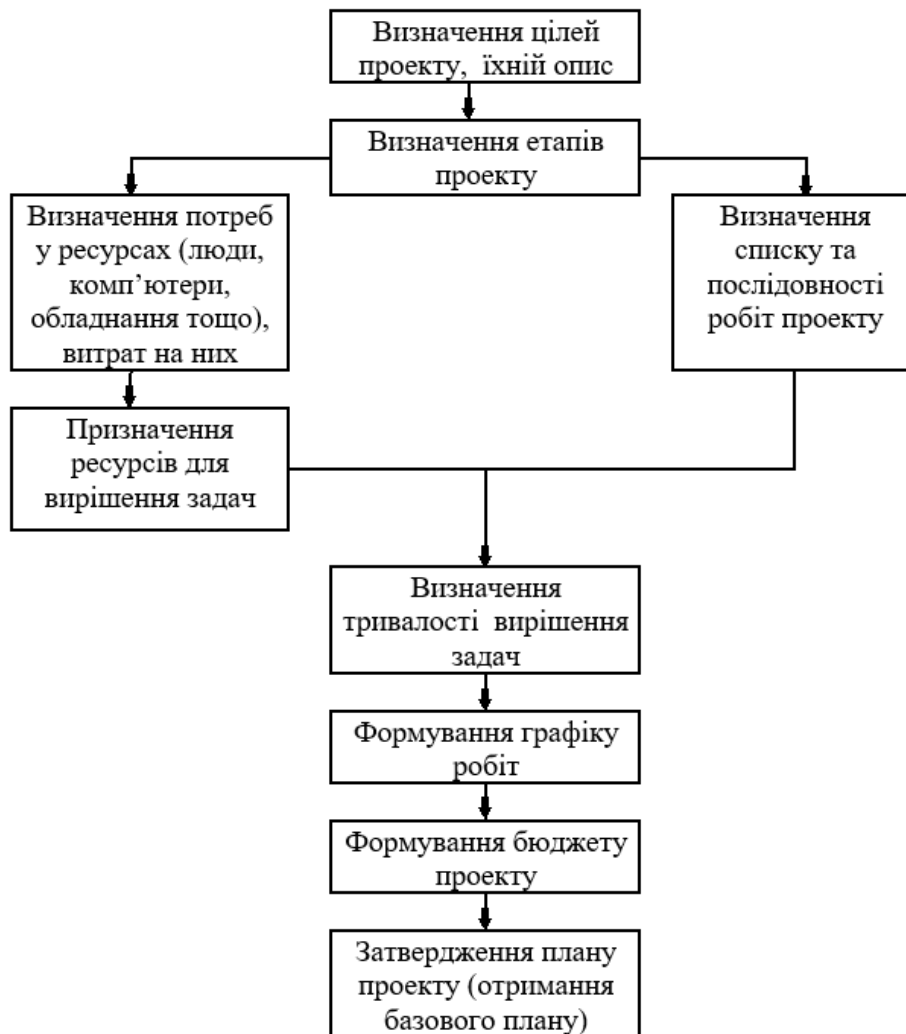 Визначення цілей
проекту, їхній опис
Визначення етапів
проекту
Визначення потреб
у ресурсах (люди,
комп’ютери,
обладнання тощо),
витрат на них
Визначення
списку та
послідовності
робіт проекту
Призначення
ресурсів для
вирішення задач
Визначення
тривалості вирішення
задач
Формування графіку
робіт
Формування бюджету
проекту
Затвердження плану
проекту (отримання
базового плану)